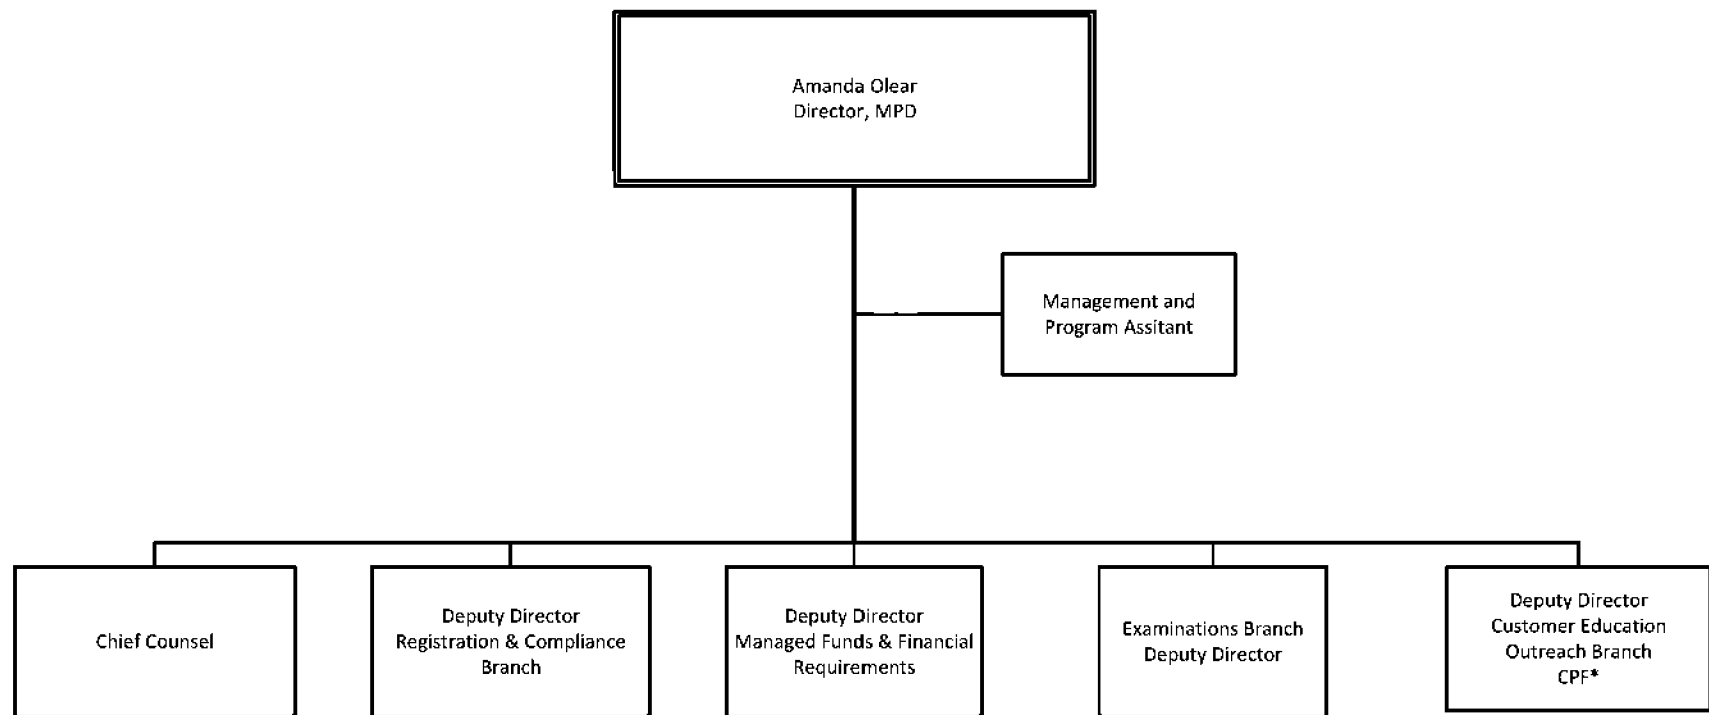 Amanda Olear
Director, MPD
Management and
Program Assitant
Chief Counsel
Deputy Director
Registration & Compliance
Branch
Deputy Director
Managed Funds & Financial
Requirements
Examinations Branch
Deputy Director
Deputy Director
Customer Education
Outreach Branch
CPF*